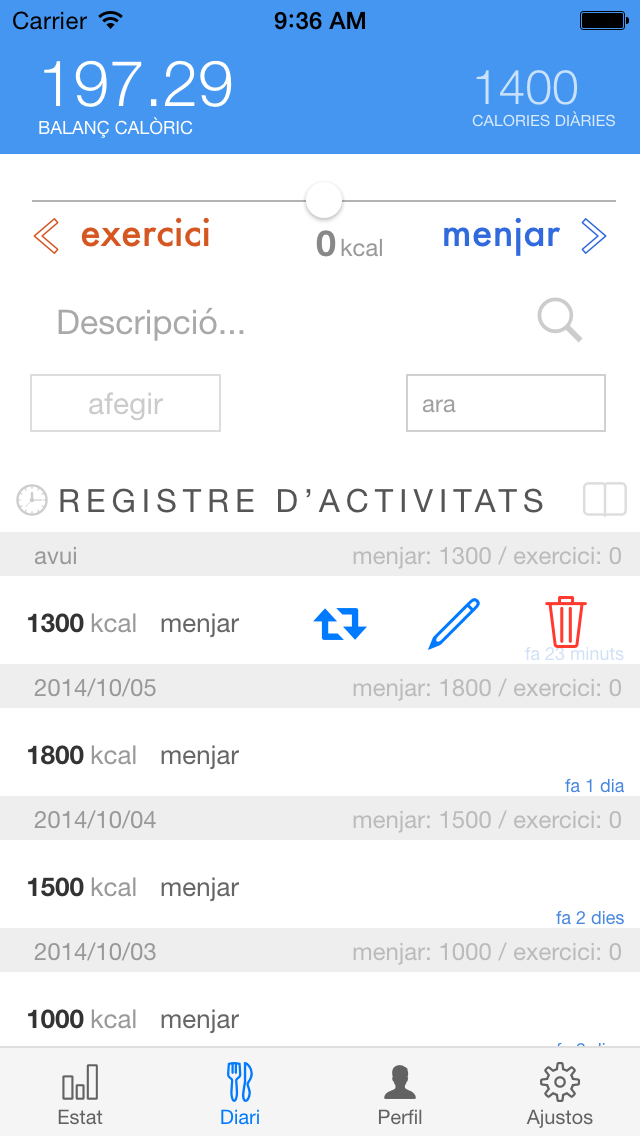 Carrier 9:36 AM
197.29 1400
BALANÇ CALÒRIC CALORIES DIÀRIES
exercici 0 kcal menjar
Descripció...
afegir ara
REGISTRE D’ACTIVITATS
avui menjar: 1300 / exercici: 0
1300 kcal menjar
fa 23 minuts
2014/10/05 menjar: 1800 / exercici: 0
1800 kcal menjar
fa 1 dia
2014/10/04 menjar: 1500 / exercici: 0
1500 kcal menjar
fa 2 dies
2014/10/03 menjar: 1000 / exercici: 0
1000 kcal menjar
Estat Diari Perfil Ajustos